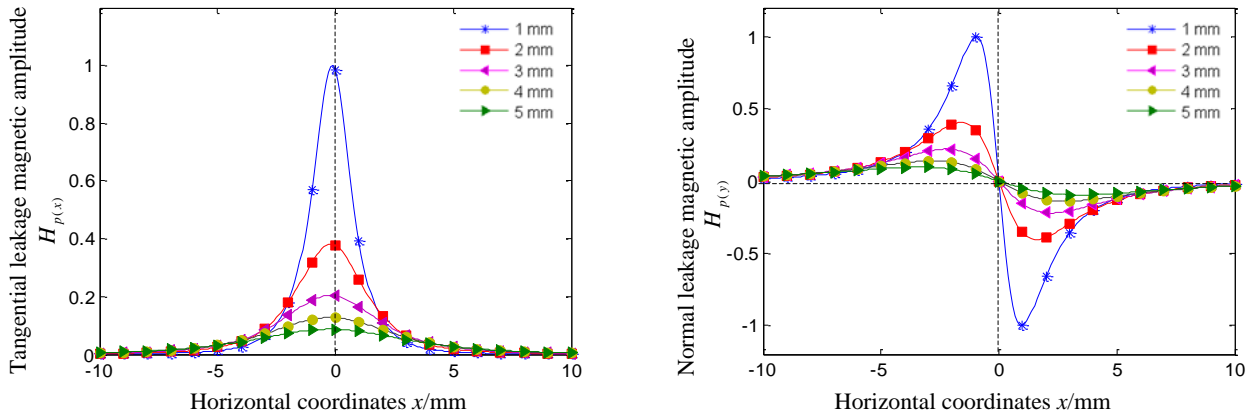 Tangential leakage magnetic amplitude
H p(x)
1
0.8
0.6
0.4
0.2
0
-10
-5
0
5
10
Horizontal coordinates x/mm
1 mm
2 mm
3 mm
4 mm
5 mm
Normal leakage magnetic amplitude
H p(y)
1
0.5
0
-0.5
-1
-10
-5
0
5
10
Horizontal coordinates x/mm
1 mm
2 mm
3 mm
4 mm
5 mm